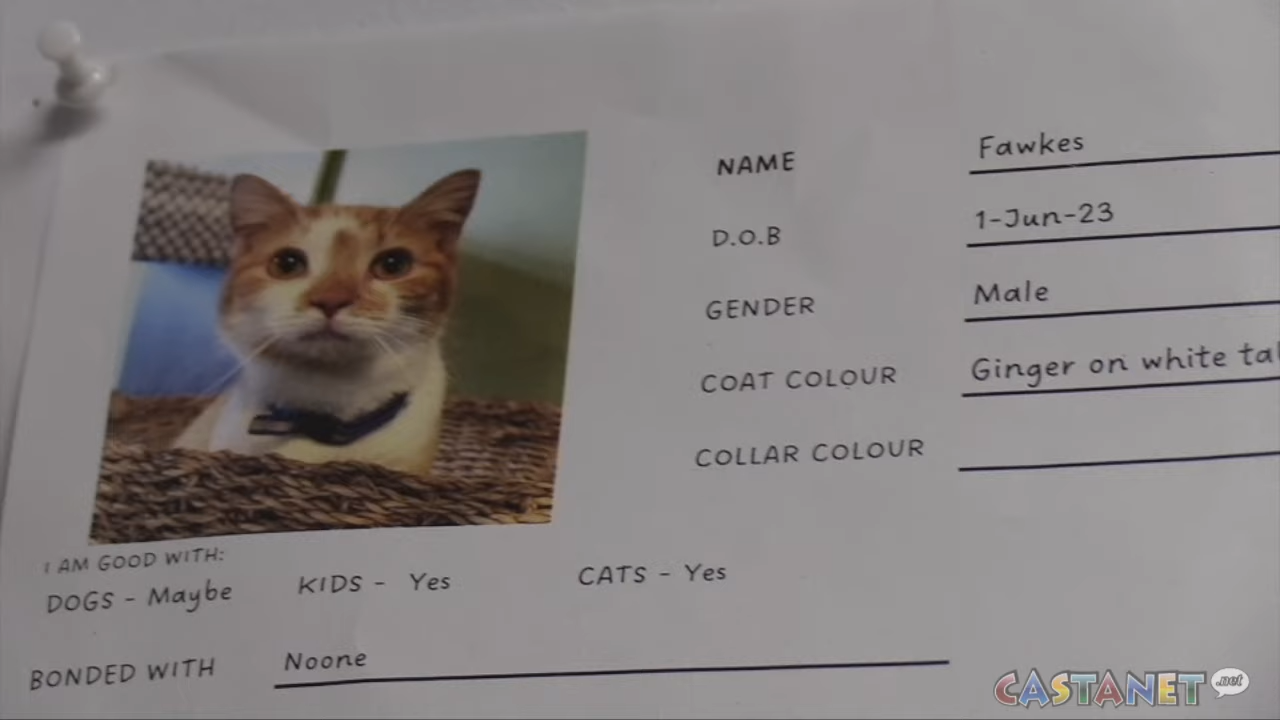 NAME Fawkes
D.O.B 1-Jun-23
GENDER Male
COAT COLOUR Ginger on white
COLLAR COLOUR
I AM GOOD WITH:
DOGS - Maybe KIDS - Yes CATS - Yes
BONDED WITH Noone
CASTANET .net